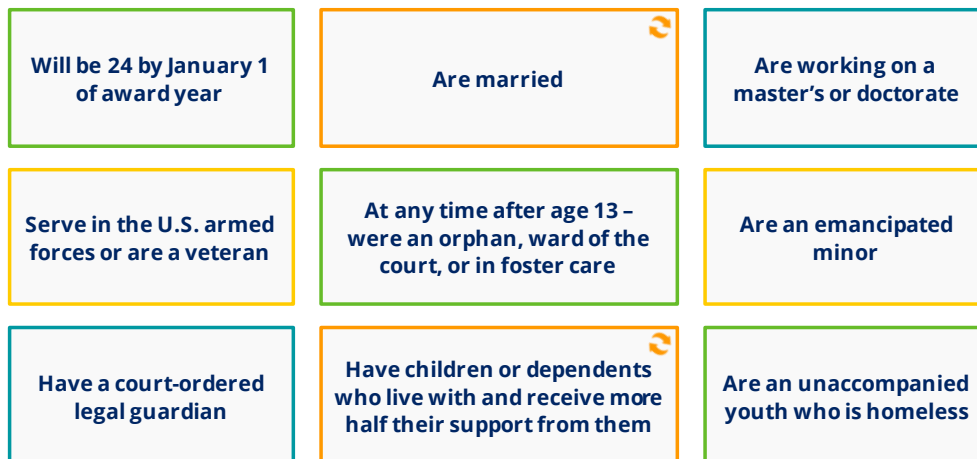 Will be 24 by January 1
of award year
Are married
Are working on a
master's or doctorate
Serve in the U.S. armed
forces or are a veteran
At any time after age 13 –
were an orphan, ward of the
court, or in foster care
Are an emancipated
minor
Have a court-ordered
legal guardian
Have children or dependents
who live with and receive more
half their support from them
Are an unaccompanied
youth who is homeless